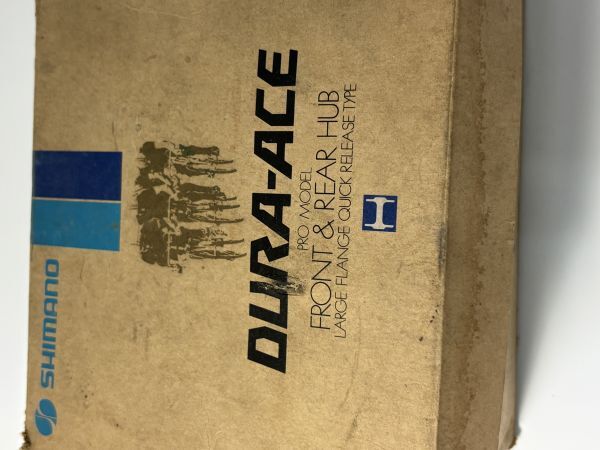 SHIMANO
DURA-ACE
PRO MODEL
FRONT & REAR HUB
LARGE FLANGE QUICK RELEASE TYPE